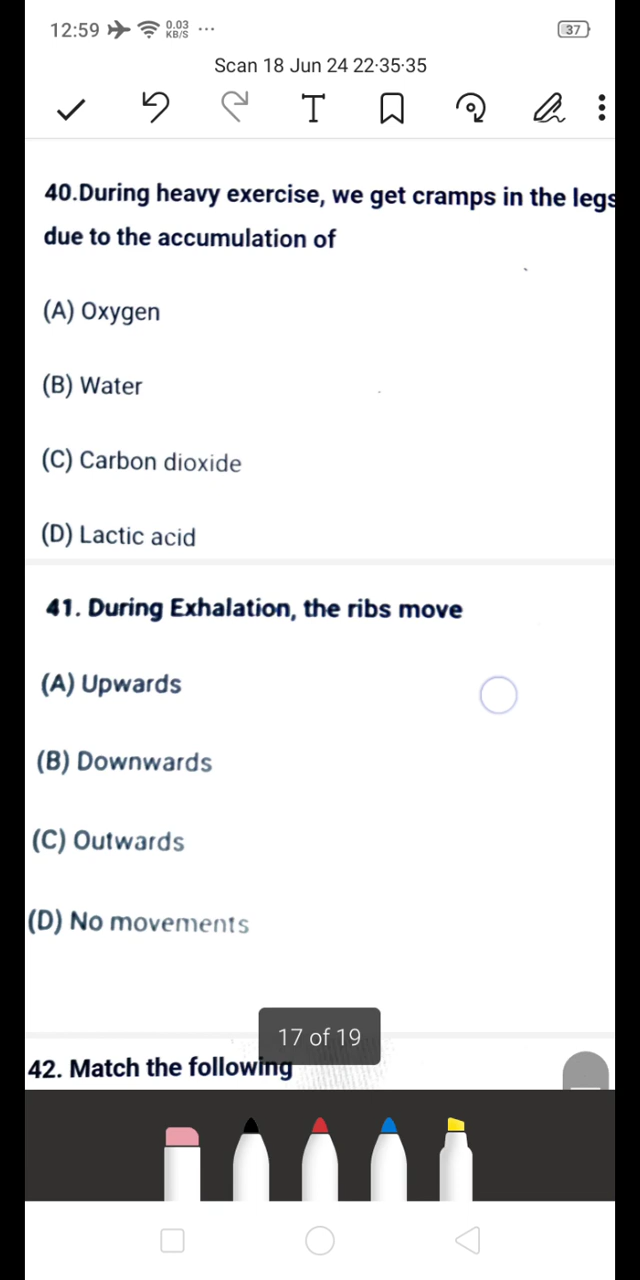 12:59 0.03 KB/S ... 37
Scan 18 Jun 24 22-35-35
T
40.During heavy exercise, we get cramps in the legs
due to the accumulation of
(A) Oxygen
(B) Water
(C) Carbon dioxide
(D) Lactic acid
41. During Exhalation, the ribs move
(A) Upwards
(B) Downwards
(C) Outwards
(D) No movements
17 of 19
42. Match the following